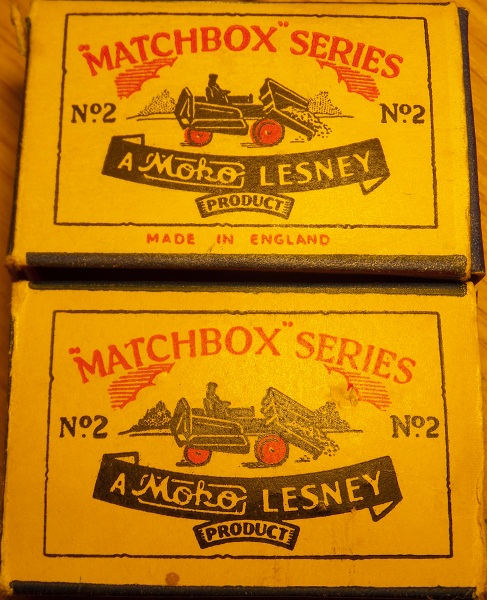 "MATCHBOX" SERIES
Nº2 Nº2
A Moko LESNEY
PRODUCT
MADE IN ENGLAND
"MATCHBOX" SERIES
Nº2 Nº2
A Moko LESNEY
PRODUCT